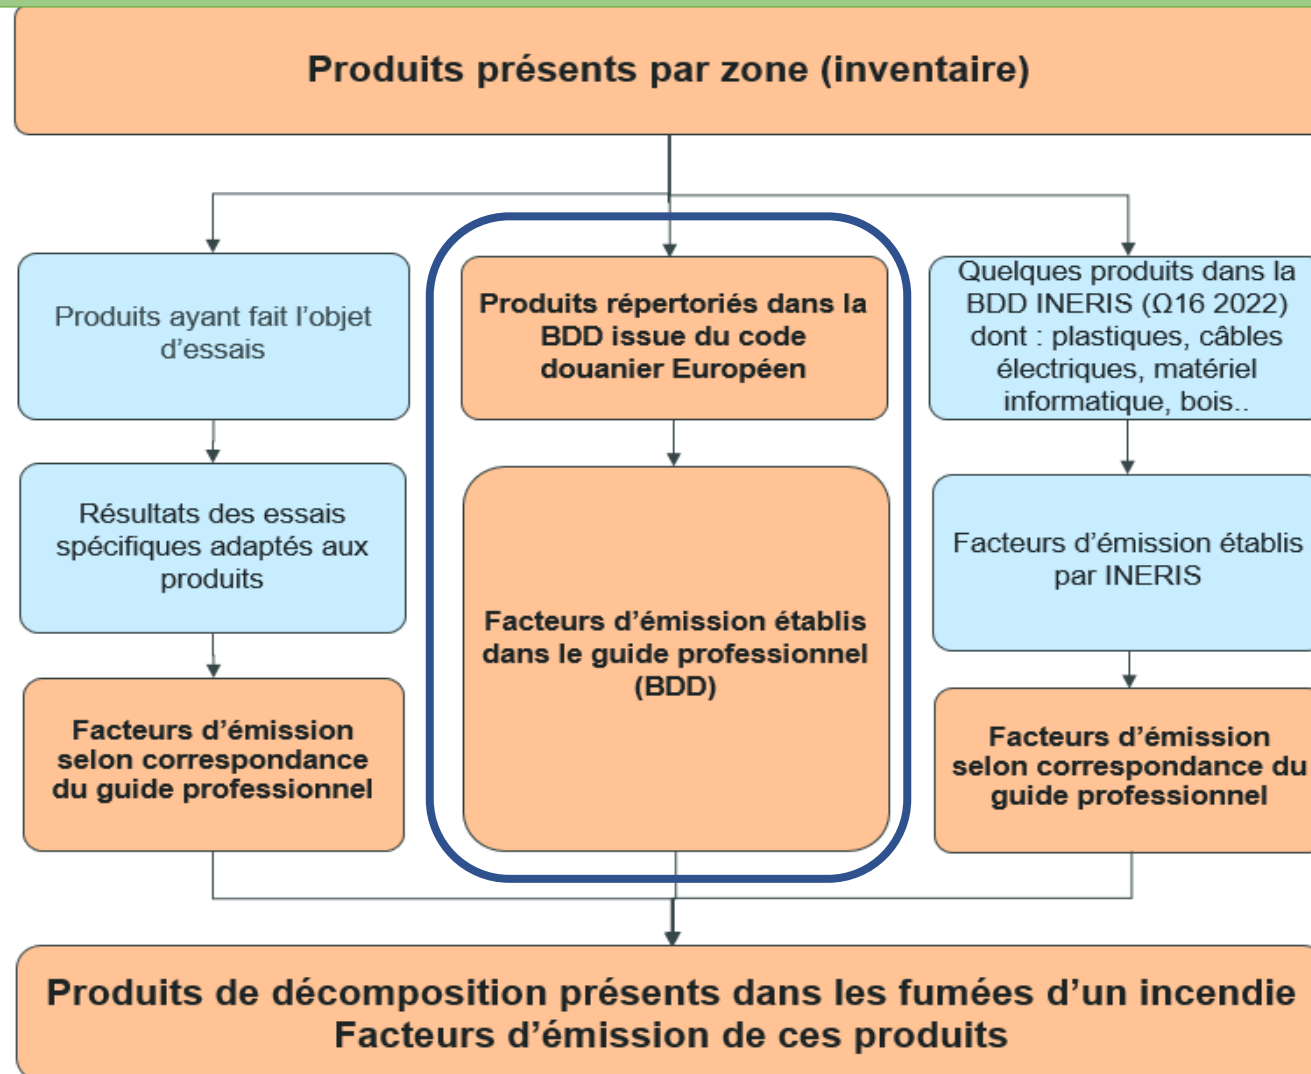 Produits présents par zone (inventaire)
Produits ayant fait l’objet
d’essais
Produits répertoriés dans la
BDD issue du code
douanier Européen
Quelques produits dans la
BDD INERIS (Ω16 2022)
dont : plastiques, câbles
électriques, matériel
informatique, bois..
Résultats des essais
spécifiques adaptés aux
produits
Facteurs d’émission établis
dans le guide professionnel
(BDD)
Facteurs d’émission établis
par INERIS
Facteurs d’émission
selon correspondance
du guide professionnel
Facteurs d’émission
selon correspondance du
guide professionnel
Produits de décomposition présents dans les fumées d’un incendie
Facteurs d’émission de ces produits